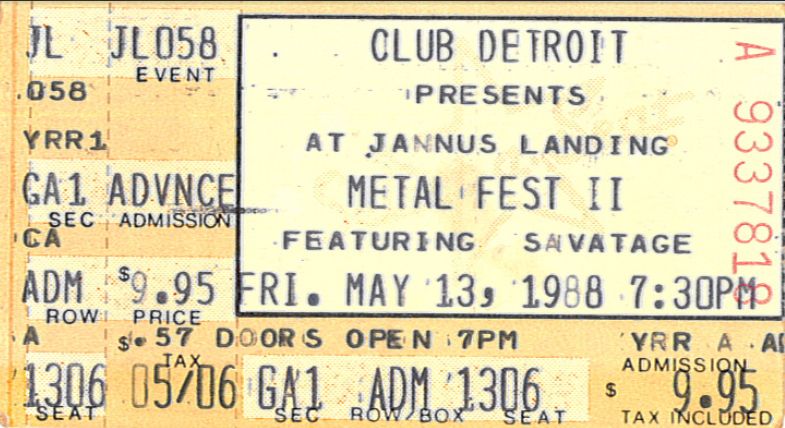 JL JL058
EVENT
CLUB DETROIT
.058
PRESENTS
YRR1
AT JANNUS LANDING
GA1 ADVNCE
SEC ADMISSION
METAL FEST II
CA
FEATURING SAVATAGE
ADM $9.95
ROW PRICE
FRI. MAY 13, 1988 7:30PM
A 9337818
A $.57 DOORS OPEN 7PM YRR A
TAX
ADMISSION
1306 05/06 GA1 ADM 1306 $ 9.95
SEAT SEC ROW/BOX SEAT TAX INCLUDED